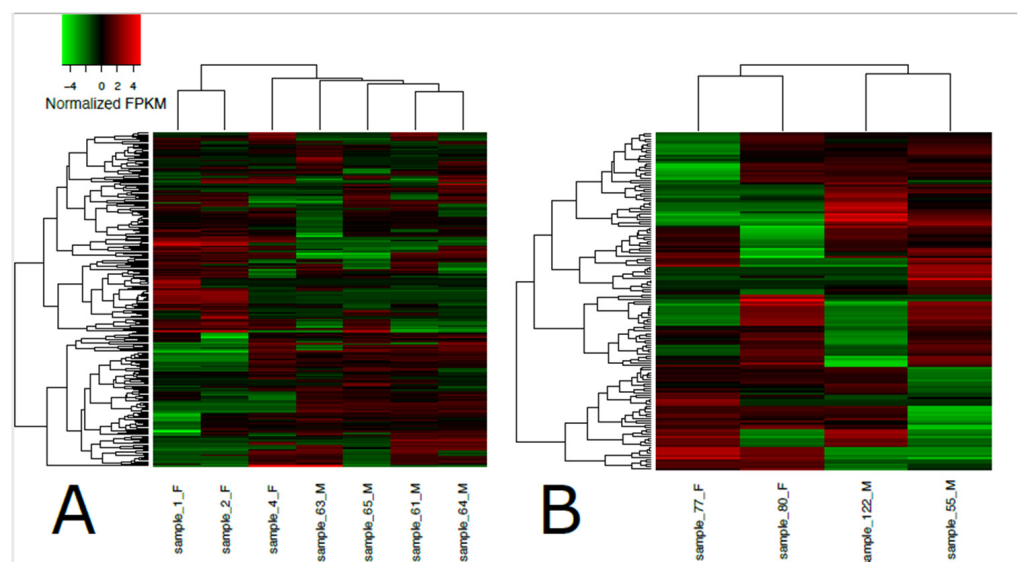 -4 0 2 4
Normalized FPKM
A
sample_1_F
sample_2_F
sample_4_F
sample_63_M
sample_65_M
sample_61_M
sample_64_M
B
sample_77_F
sample_80_F
sample_122_M
sample_55_M